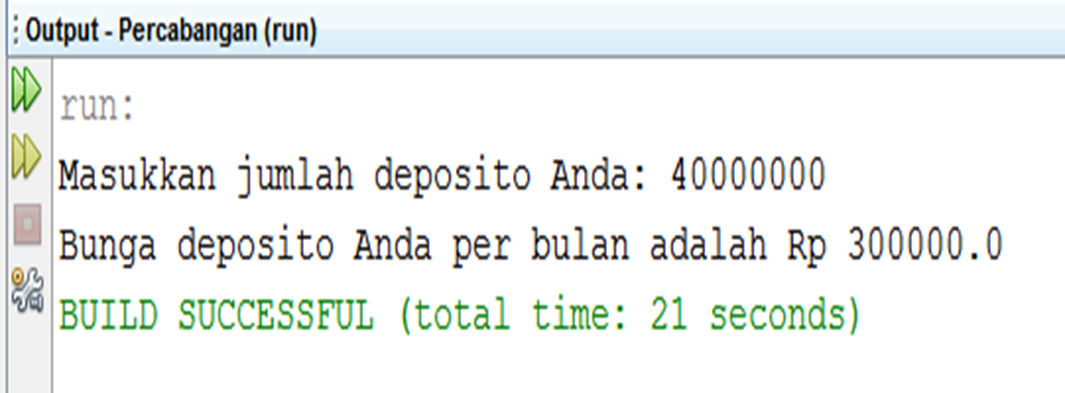 Output - Percabangan (run)
run:
Masukkan jumlah deposito Anda: 40000000
Bunga deposito Anda per bulan adalah Rp 300000.0
BUILD SUCCESSFUL (total time: 21 seconds)